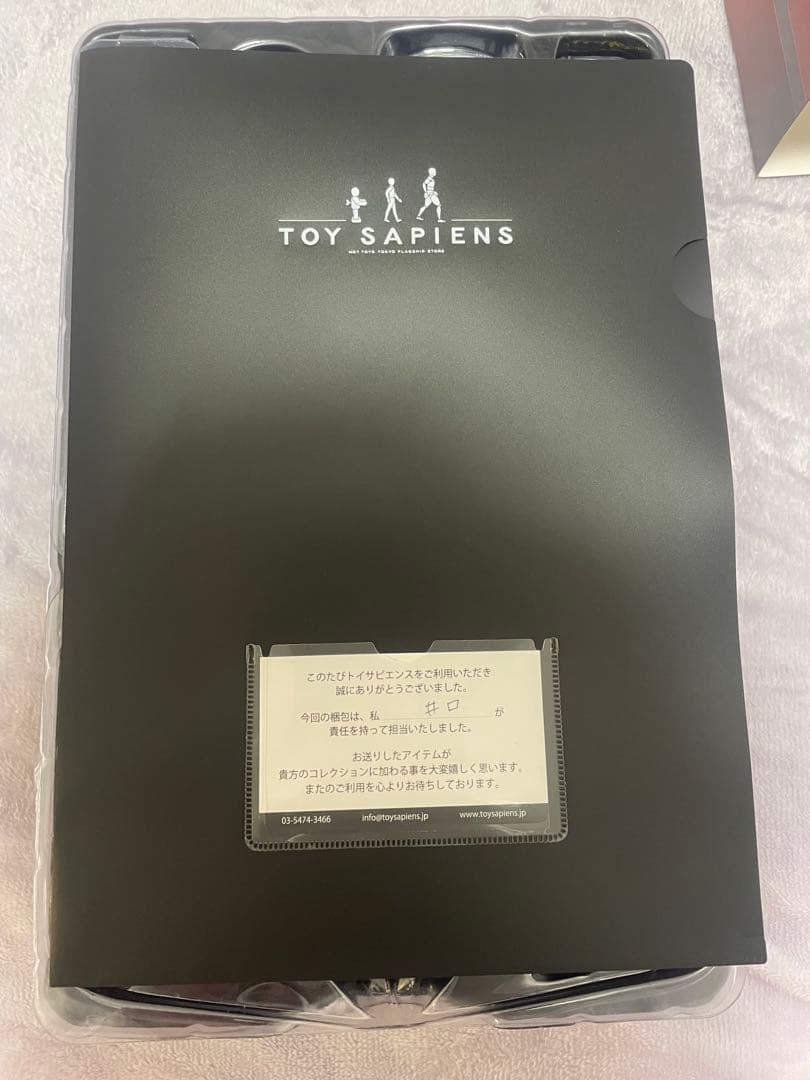 TOY SAPIENS
HOT TOYS TOKYO FLAGSHIP STORE
このたびトイサピエンスをご利用いただき
誠にありがとうございました。
今回の梱包は、私 井口 が
責任を持って担当いたしました。
お送りしたアイテムが
貴方のコレクションに加わる事を大変嬉しく思います。
またのご利用を心よりお待ちしております。
03-5474-3466 info@toysapiens.jp www.toysapiens.jp